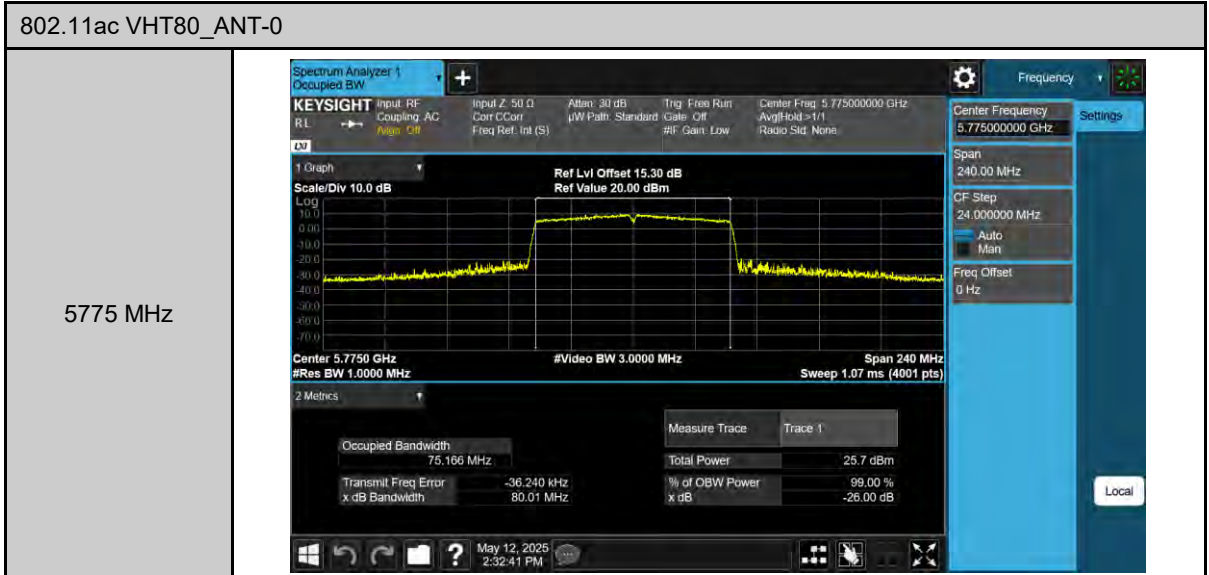 802.11ac VHT80_ANT-0
5775 MHz
Spectrum Analyzer 1
Occupied BW
+
Frequency
KEYSIGHT
RL
LXI
Input: RF
Coupling: AC
Align: Off
Input Z: 50 Ω
Corr CCorr
Freq Ref: Int (S)
Atten: 30 dB
µW Path: Standard
Trig: Free Run
Gate: Off
#IF Gain: Low
Center Freq: 5.775000000 GHz
Avg|Hold:>1/1
Radio Std: None
Center Frequency
5.775000000 GHz
Settings
Span
240.00 MHz
CF Step
24.000000 MHz
Auto
Man
Freq Offset
0 Hz
Local
1 Graph
Scale/Div 10.0 dB
Ref Lvl Offset 15.30 dB
Ref Value 20.00 dBm
Log
10.0
0.00
-10.0
-20.0
-30.0
-40.0
-50.0
-60.0
-70.0
Center 5.7750 GHz
#Video BW 3.0000 MHz
Span 240 MHz
#Res BW 1.0000 MHz
Sweep 1.07 ms (4001 pts)
2 Metrics
Measure Trace Trace 1
Occupied Bandwidth
75.166 MHz
Total Power 25.7 dBm
Transmit Freq Error -36.240 kHz
% of OBW Power 99.00 %
x dB Bandwidth 80.01 MHz
x dB -26.00 dB
?
May 12, 2025
2:32:41 PM